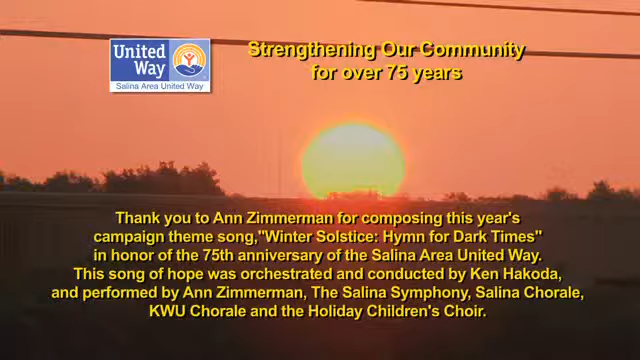 United
Way
Salina Area United Way
Strengthening Our Community
for over 75 years
Thank you to Ann Zimmerman for composing this year's
campaign theme song,"Winter Solstice: Hymn for Dark Times"
in honor of the 75th anniversary of the Salina Area United Way.
This song of hope was orchestrated and conducted by Ken Hakoda,
and performed by Ann Zimmerman, The Salina Symphony, Salina Chorale,
KWU Chorale and the Holiday Children's Choir.